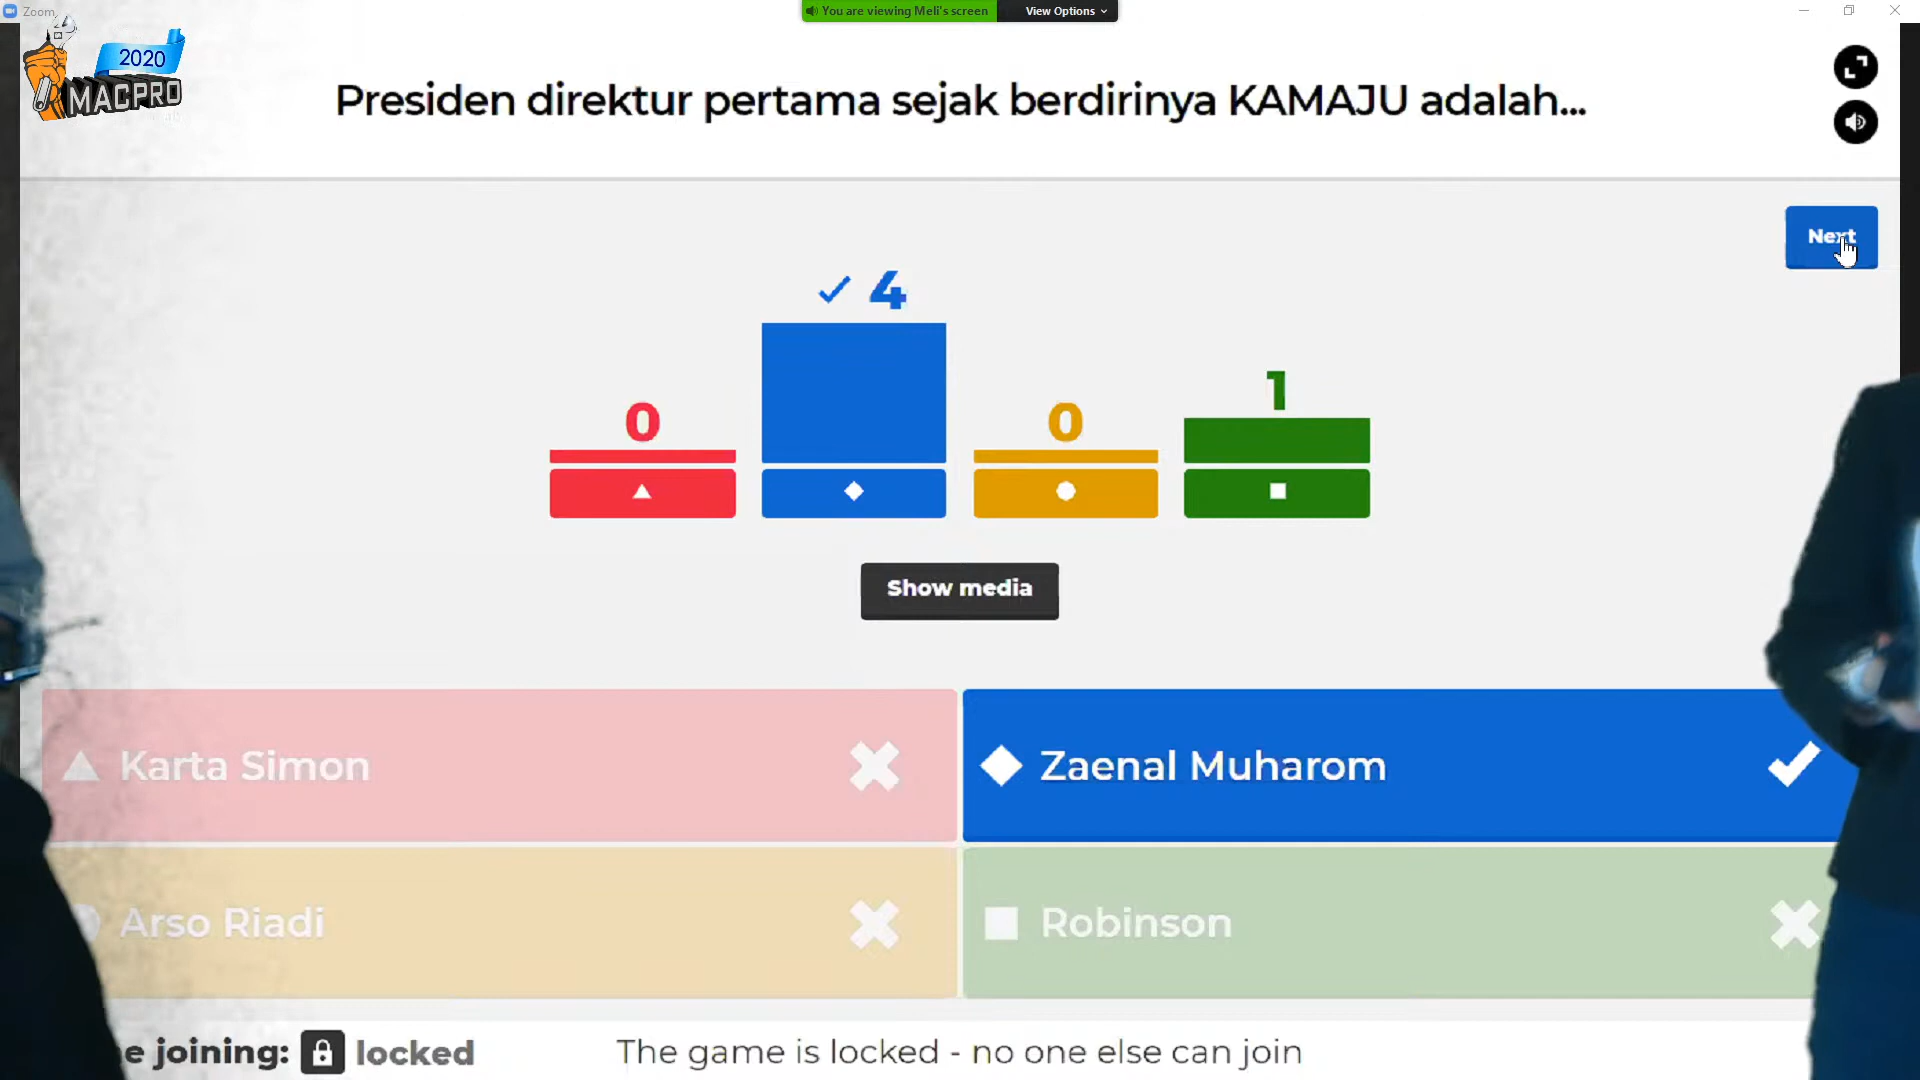 Zoom
You are viewing Meli's screen
View Options
2020
MACPRO
Presiden direktur pertama sejak berdirinya KAMAJU adalah...
Next
4
0
0
1
Show media
Karta Simon
Zaenal Muharom
Arso Riadi
Robinson
e joining: locked
The game is locked - no one else can join